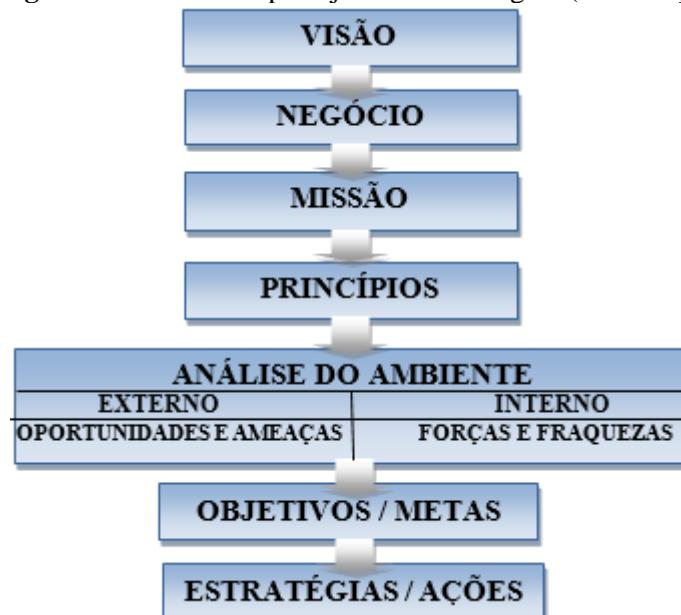 VISÃO
NEGÓCIO
MISSÃO
PRINCÍPIOS
ANÁLISE DO AMBIENTE
EXTERNO INTERNO
OPORTUNIDADES E AMEAÇAS FORÇAS E FRAQUEZAS
OBJETIVOS / METAS
ESTRATÉGIAS / AÇÕES